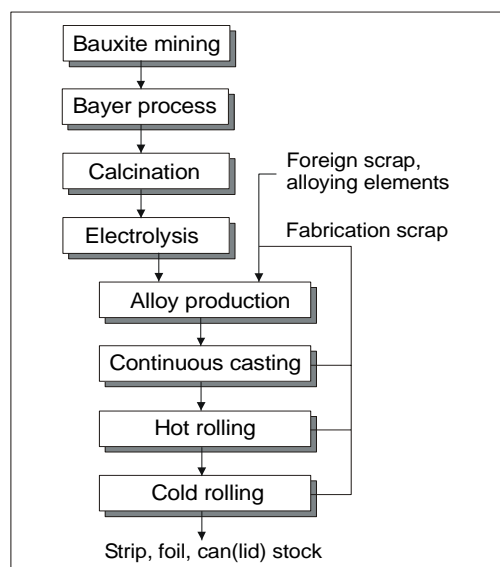 Bauxite mining
Bayer process
Calcination
Foreign scrap,
alloying elements
Electrolysis
Fabrication scrap
Alloy production
Continuous casting
Hot rolling
Cold rolling
Strip, foil, can(lid) stock